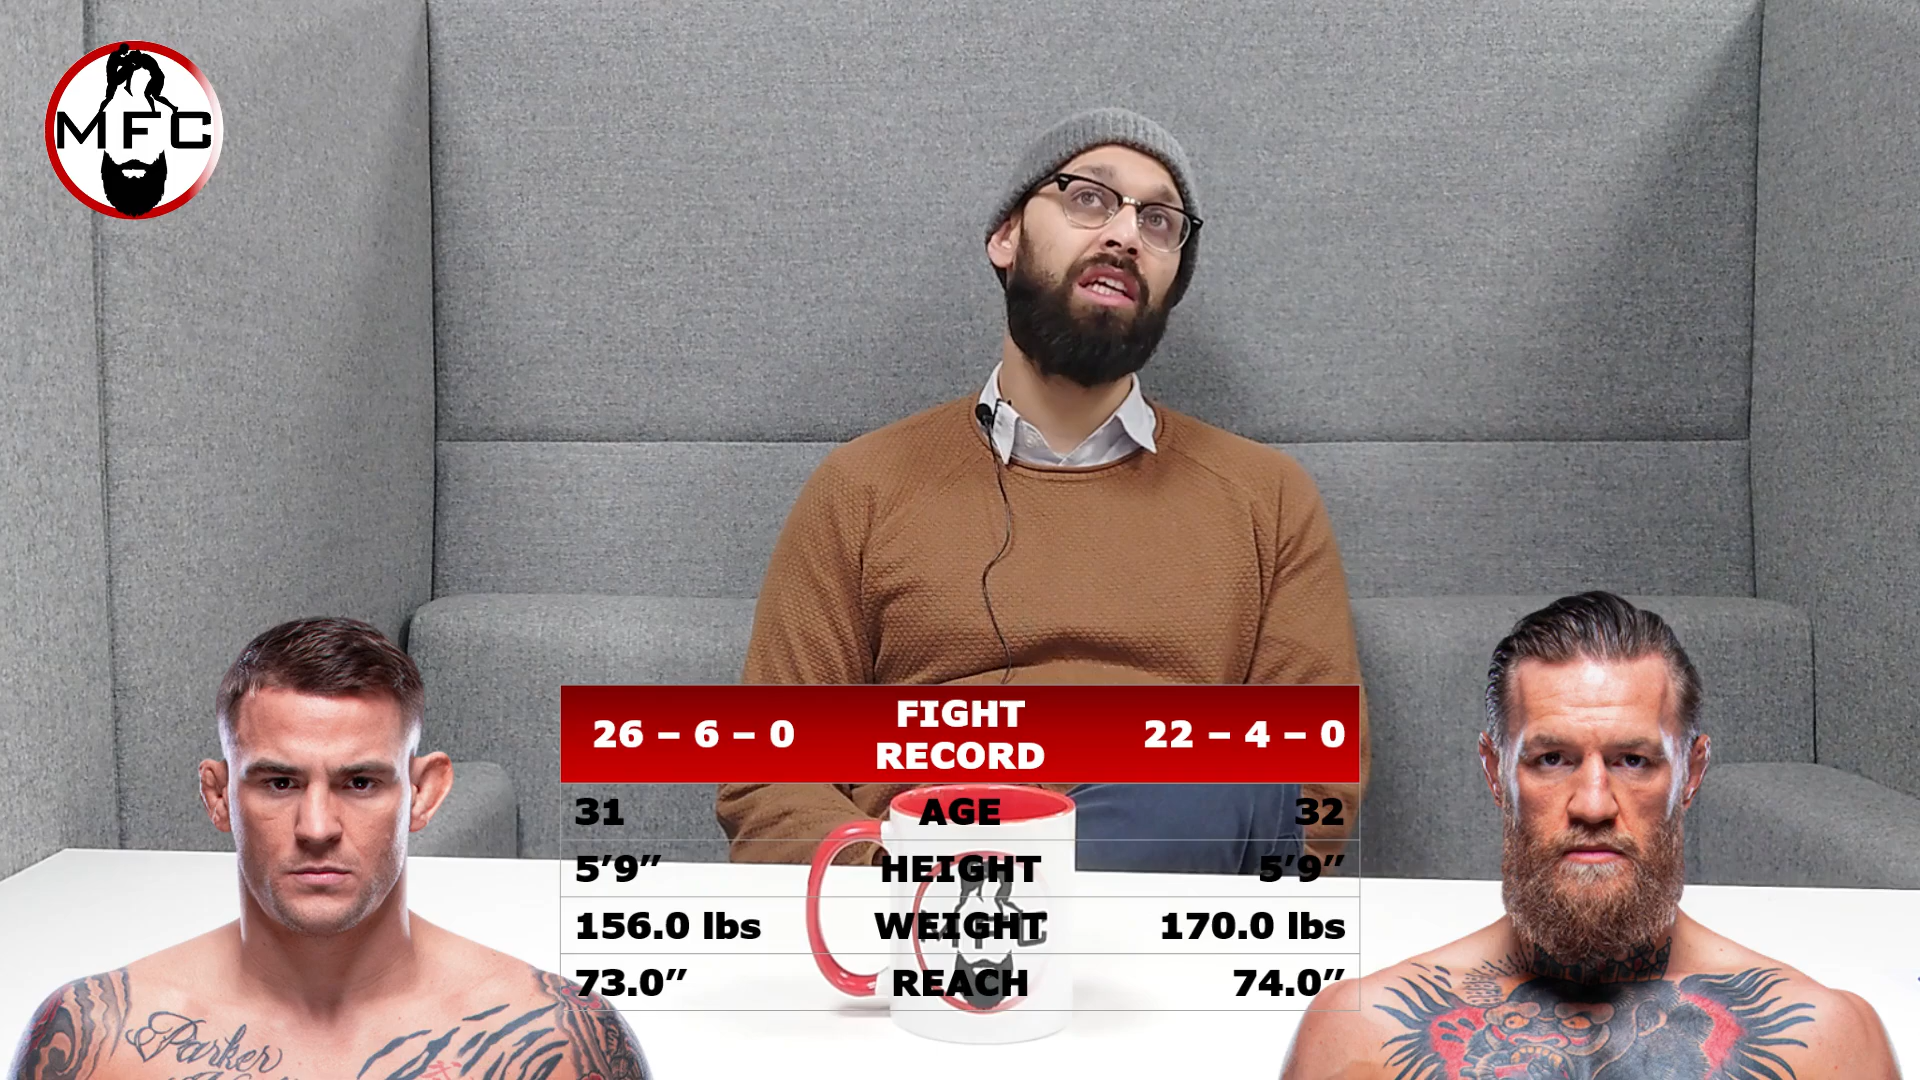 MFC
26 – 6 – 0 FIGHT RECORD 22 – 4 – 0
31 AGE 32
5′9″ HEIGHT 5′9″
156.0 lbs WEIGHT 170.0 lbs
73.0″ REACH 74.0″
MFC
Parker